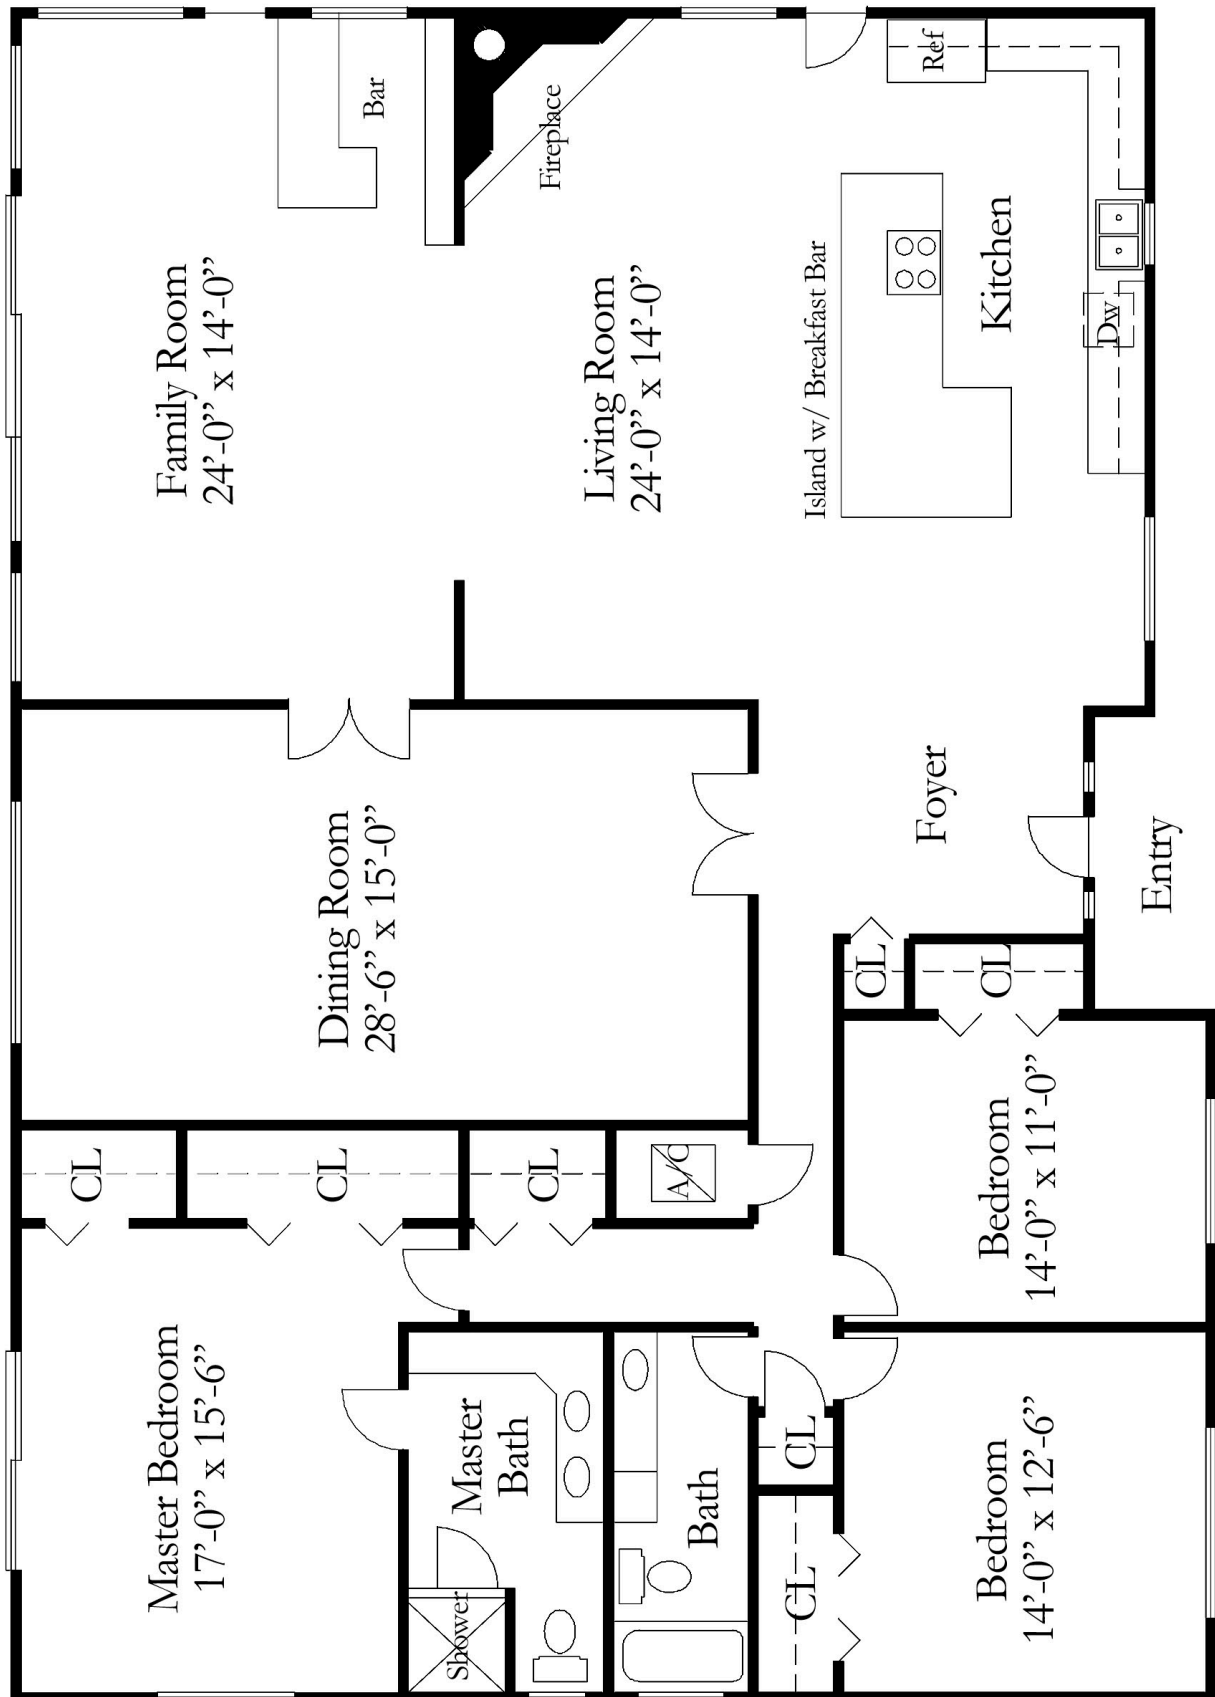 Family Room
24'-0" x 14'-0"
Bar
Fireplace
Living Room
24'-0" x 14'-0"
Island w/ Breakfast Bar
Kitchen
Ref
Dw
Dining Room
28'-6" x 15'-0"
Foyer
Entry
CL
CL
CL
CL
CL
A/C
Bedroom
14'-0" x 11'-0"
Master Bedroom
17'-0" x 15'-6"
Master
Bath
Shower
Bath
CL
CL
Bedroom
14'-0" x 12'-6"